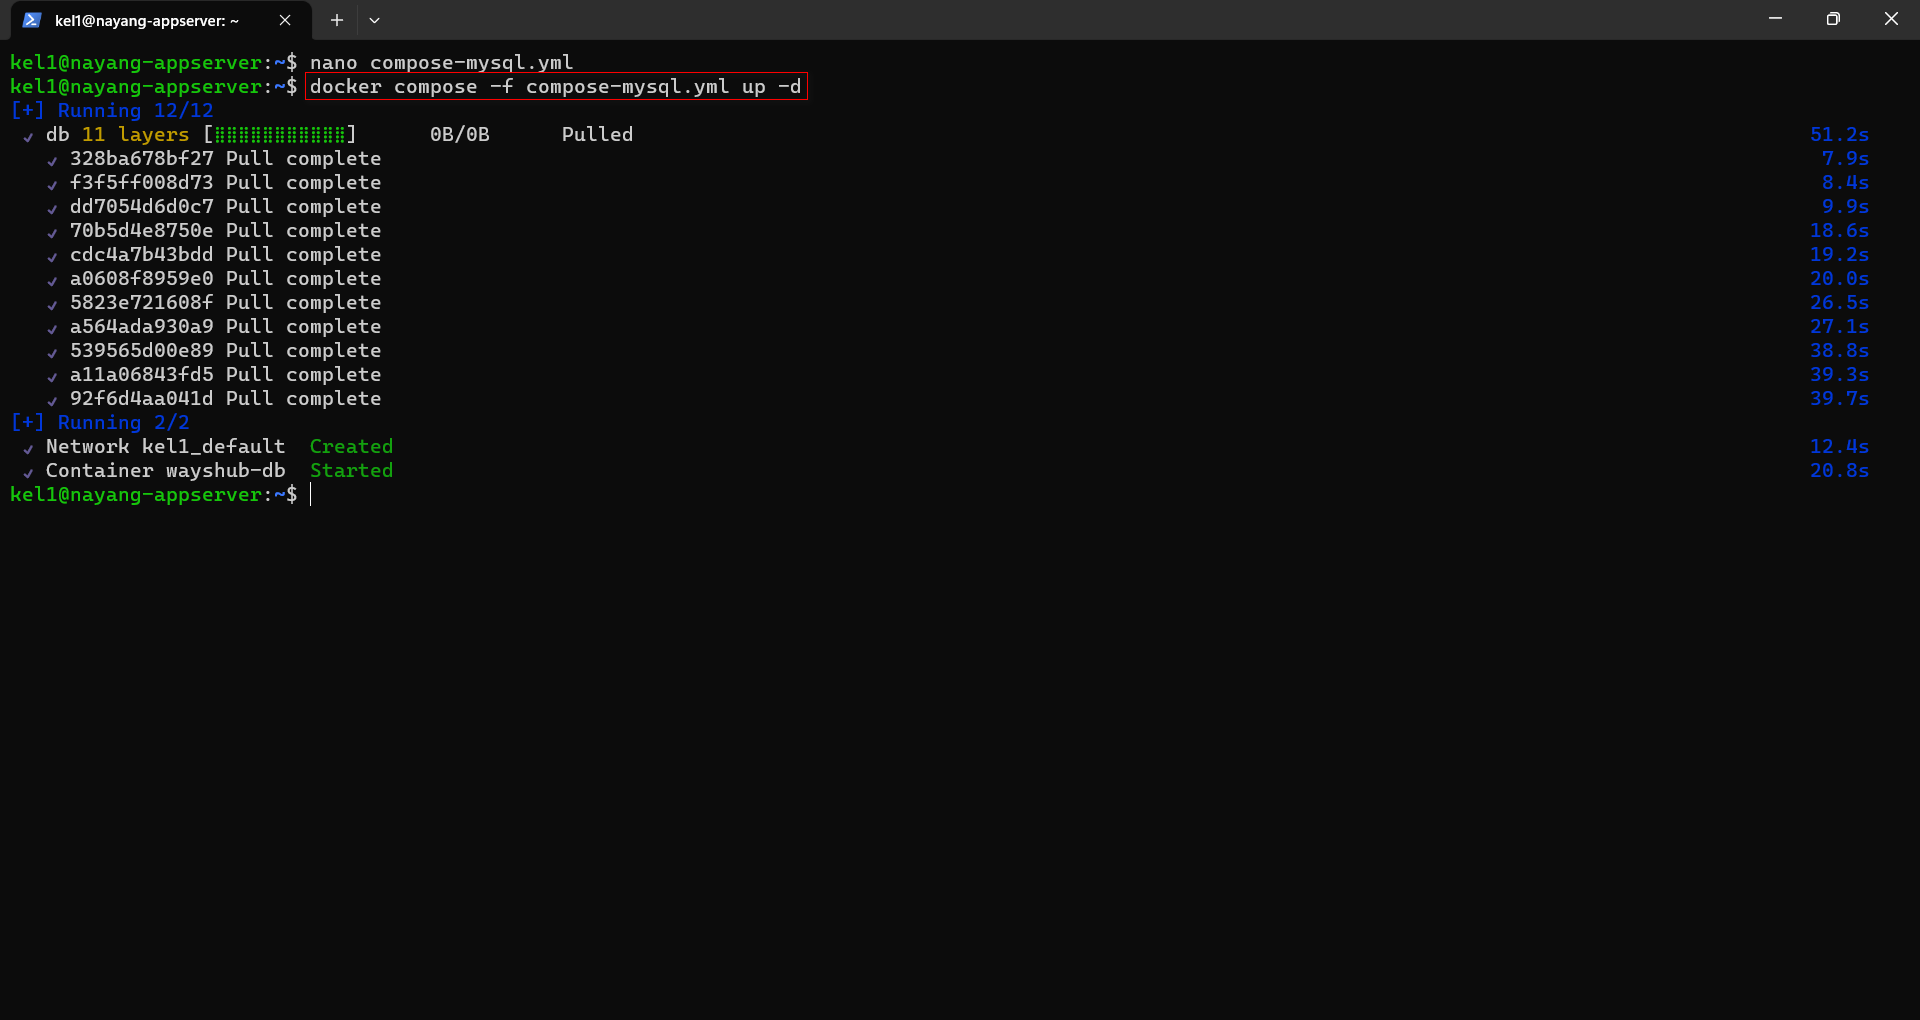 kel1@nayang-appserver: ~
kel1@nayang-appserver:~$ nano compose-mysql.yml
kel1@nayang-appserver:~$ docker compose -f compose-mysql.yml up -d
[+] Running 12/12
✓ db 11 layers [⣿⣿⣿⣿⣿⣿⣿⣿⣿⣿⣿] 0B/0B Pulled 51.2s
✓ 328ba678bf27 Pull complete 7.9s
✓ f3f5ff008d73 Pull complete 8.4s
✓ dd7054d6d0c7 Pull complete 9.9s
✓ 70b5d4e8750e Pull complete 18.6s
✓ cdc4a7b43bdd Pull complete 19.2s
✓ a0608f8959e0 Pull complete 20.0s
✓ 5823e721608f Pull complete 26.5s
✓ a564ada930a9 Pull complete 27.1s
✓ 539565d00e89 Pull complete 38.8s
✓ a11a06843fd5 Pull complete 39.3s
✓ 92f6d4aa041d Pull complete 39.7s
[+] Running 2/2
✓ Network kel1_default Created 12.4s
✓ Container wayshub-db Started 20.8s
kel1@nayang-appserver:~$